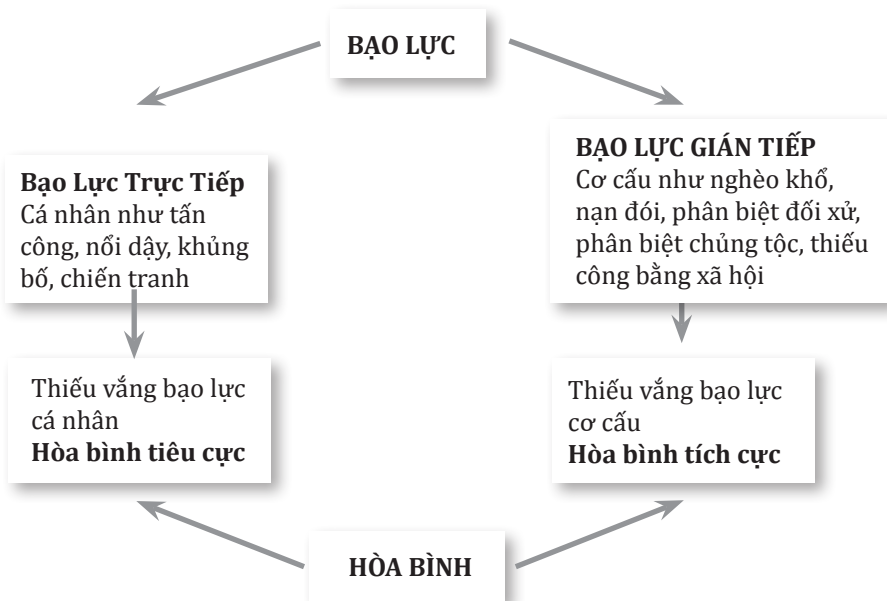 BẠO LỰC
Bạo Lực Trực Tiếp
Cá nhân như tấn
công, nổi dậy, khủng
bố, chiến tranh
BẠO LỰC GIÁN TIẾP
Cơ cấu như nghèo khổ,
nạn đói, phân biệt đối xử,
phân biệt chủng tộc, thiếu
công bằng xã hội
Thiếu vắng bạo lực
cá nhân
Hòa bình tiêu cực
Thiếu vắng bạo lực
cơ cấu
Hòa bình tích cực
HÒA BÌNH